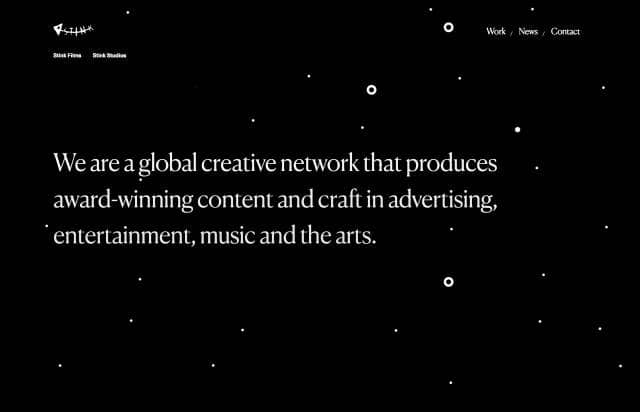 STINK
Work / News / Contact
Stink Films Stink Studios
We are a global creative network that produces
award-winning content and craft in advertising,
entertainment, music and the arts.